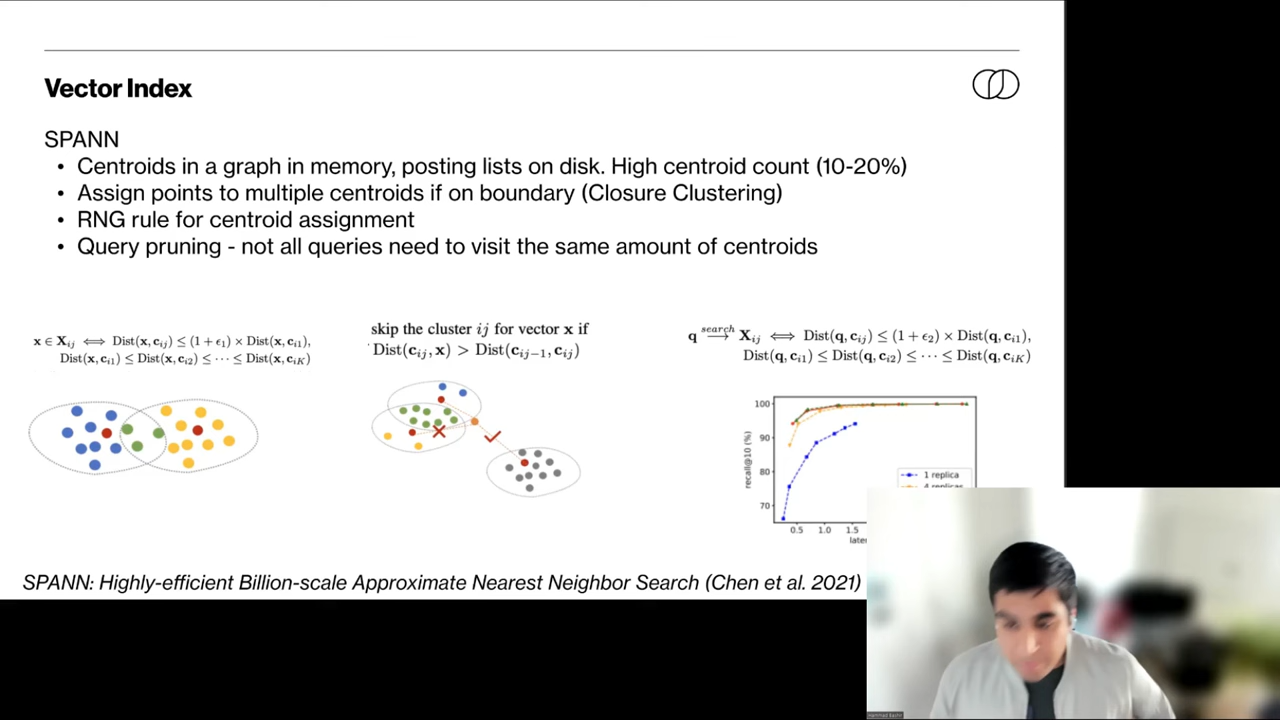 Vector Index
SPANN
• Centroids in a graph in memory, posting lists on disk. High centroid count (10-20%)
• Assign points to multiple centroids if on boundary (Closure Clustering)
• RNG rule for centroid assignment
• Query pruning - not all queries need to visit the same amount of centroids
x ∈ X_ij ⟺ Dist(x, c_ij) ≤ (1 + ϵ_1) × Dist(x, c_i1),
Dist(x, c_i1) ≤ Dist(x, c_i2) ≤ ··· ≤ Dist(x, c_iK)
skip the cluster ij for vector x if
Dist(c_ij, x) > Dist(c_ij−1, c_ij)
q →search X_ij ⟺ Dist(q, c_ij) ≤ (1 + ϵ_2) × Dist(q, c_i1),
Dist(q, c_i1) ≤ Dist(q, c_i2) ≤ ··· ≤ Dist(q, c_iK)
100
90
80
70
recall@10 (%)
1 replica
4 replicas
0.5 1.0 1.5
late
SPANN: Highly-efficient Billion-scale Approximate Nearest Neighbor Search (Chen et al. 2021)